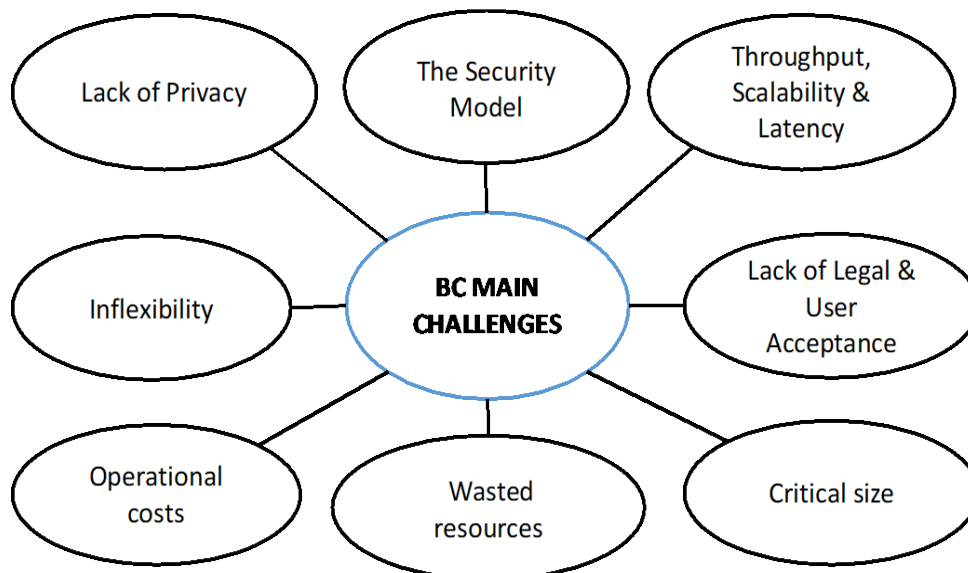 Lack of Privacy
The Security
Model
Throughput,
Scalability &
Latency
Inflexibility
BC MAIN
CHALLENGES
Lack of Legal &
User
Acceptance
Operational
costs
Wasted
resources
Critical size